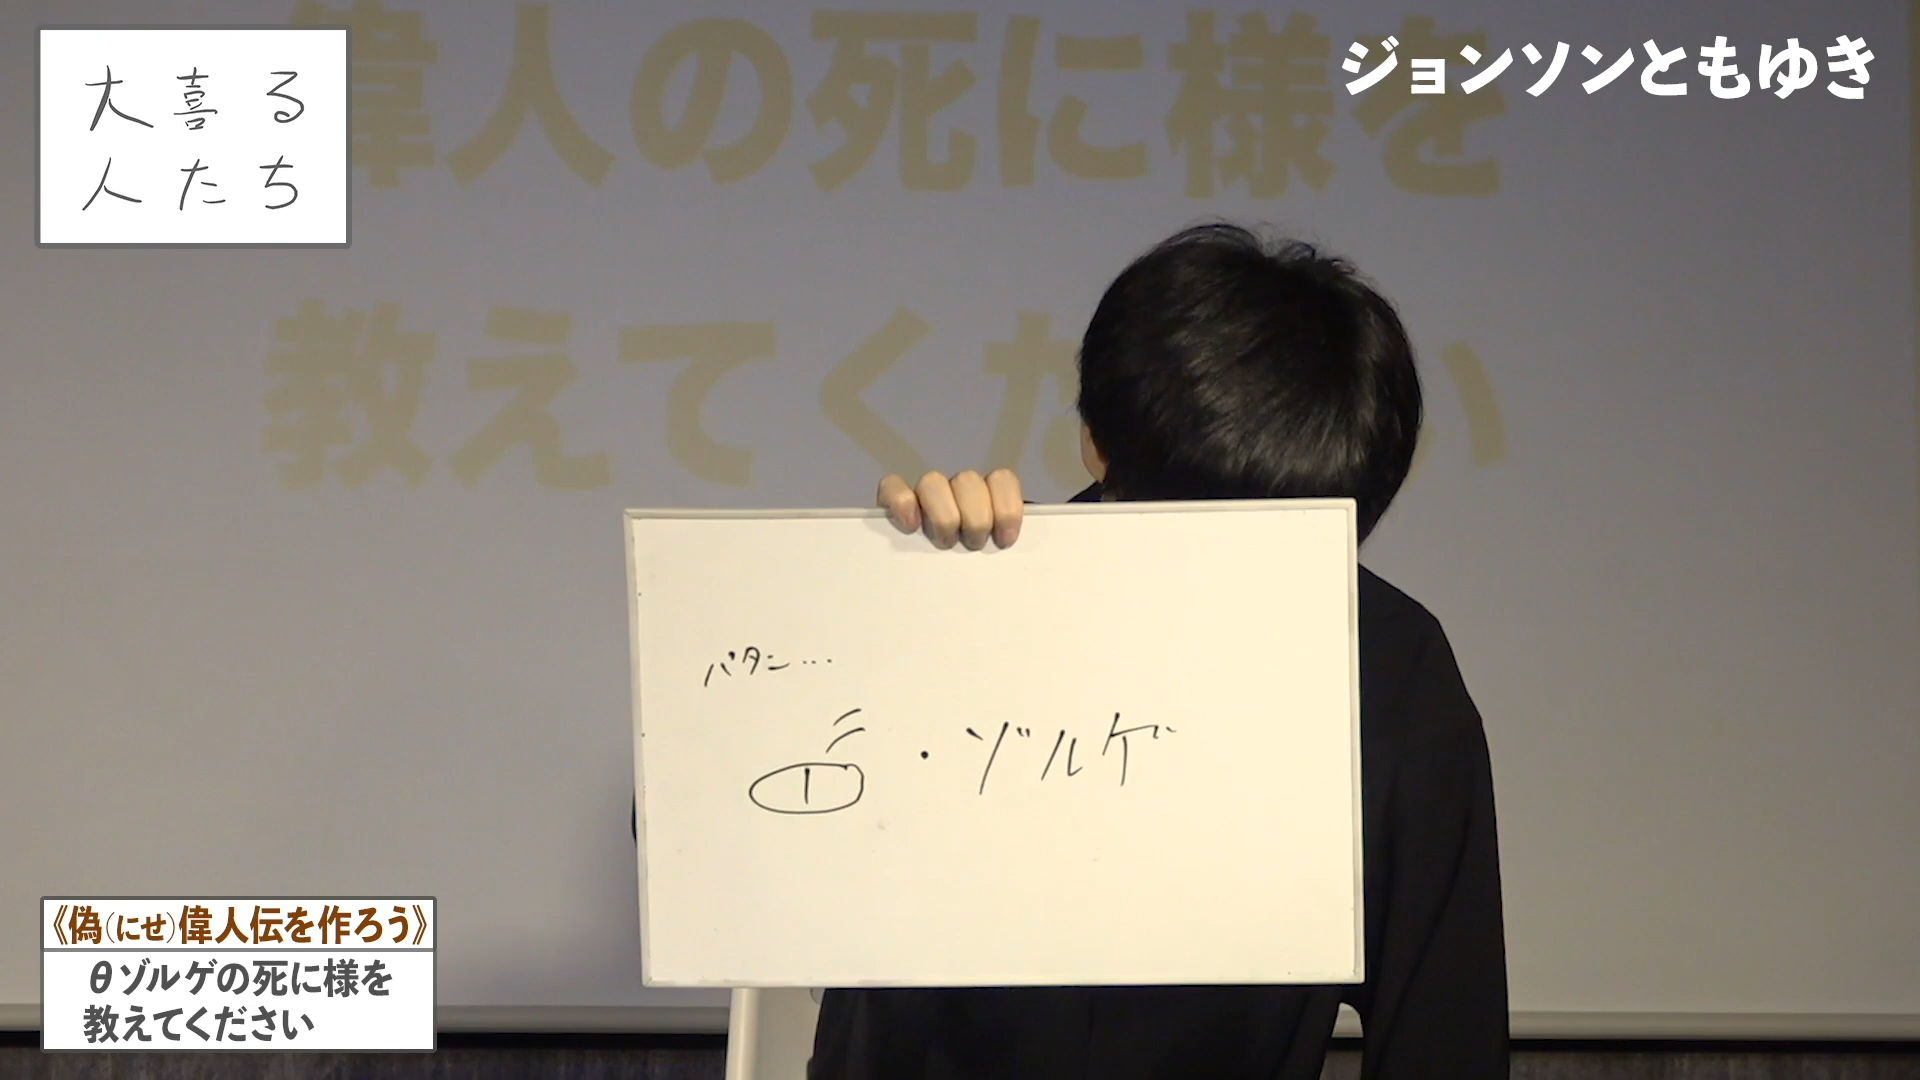 大喜る
人たち
ジョンソンともゆき
偉人の死に様を
教えてくださ い
パタン…
・ゾルゲ
《偽(にせ)偉人伝を作ろう》
θゾルゲの死に様を
教えてください